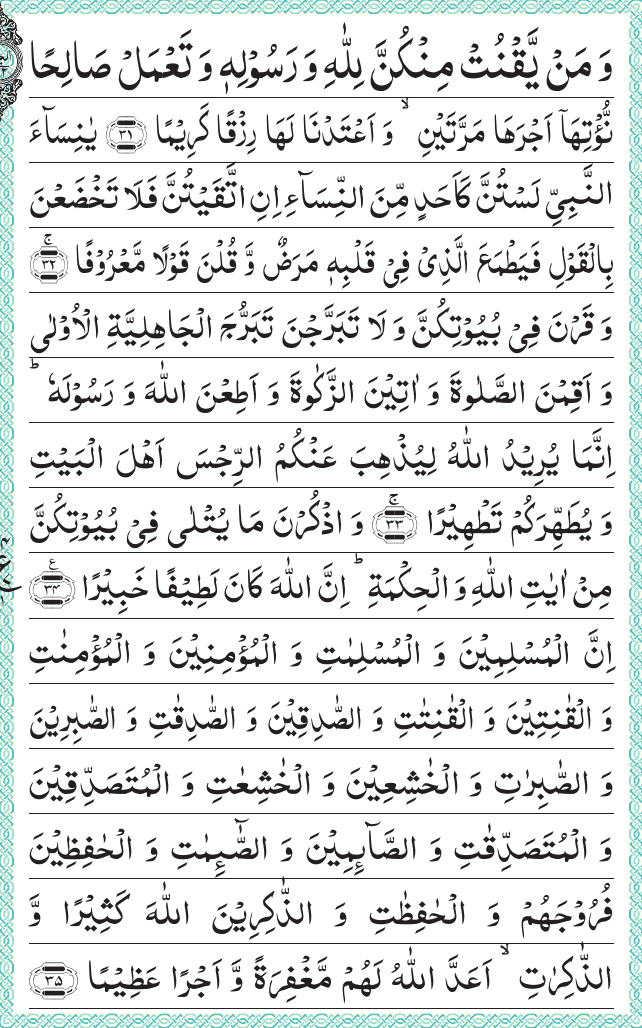 وَ مَنْ یَّقْنُتْ مِنْكُنَّ لِلّٰهِ وَ رَسُوْلِهٖ وَ تَعْمَلْ صَالِحًا
نُّؤْتِهَاۤ اَجْرَهَا مَرَّتَیْنِ ۙ وَ اَعْتَدْنَا لَهَا رِزْقًا كَرِیْمًا ﴿۳۱﴾ یٰنِسَآءَ
النَّبِیِّ لَسْتُنَّ كَاَحَدٍ مِّنَ النِّسَآءِ اِنِ اتَّقَیْتُنَّ فَلَا تَخْضَعْنَ
بِالْقَوْلِ فَیَطْمَعَ الَّذِیْ فِیْ قَلْبِهٖ مَرَضٌ وَّ قُلْنَ قَوْلًا مَّعْرُوْفًا ﴿ۚ۳۲﴾
وَ قَرْنَ فِیْ بُیُوْتِكُنَّ وَ لَا تَبَرَّجْنَ تَبَرُّجَ الْجَاهِلِیَّةِ الْاُوْلٰى
وَ اَقِمْنَ الصَّلٰوةَ وَ اٰتِیْنَ الزَّكٰوةَ وَ اَطِعْنَ اللّٰهَ وَ رَسُوْلَهٗ ؕ
اِنَّمَا یُرِیْدُ اللّٰهُ لِیُذْهِبَ عَنْكُمُ الرِّجْسَ اَهْلَ الْبَیْتِ
وَ یُطَهِّرَكُمْ تَطْهِیْرًا ﴿ۚ۳۳﴾ وَ اذْكُرْنَ مَا یُتْلٰى فِیْ بُیُوْتِكُنَّ
مِنْ اٰیٰتِ اللّٰهِ وَ الْحِكْمَةِ ؕ اِنَّ اللّٰهَ كَانَ لَطِیْفًا خَبِیْرًا ﴿۳۴﴾ ع
اِنَّ الْمُسْلِمِیْنَ وَ الْمُسْلِمٰتِ وَ الْمُؤْمِنِیْنَ وَ الْمُؤْمِنٰتِ
وَ الْقٰنِتِیْنَ وَ الْقٰنِتٰتِ وَ الصّٰدِقِیْنَ وَ الصّٰدِقٰتِ وَ الصّٰبِرِیْنَ
وَ الصّٰبِرٰتِ وَ الْخٰشِعِیْنَ وَ الْخٰشِعٰتِ وَ الْمُتَصَدِّقِیْنَ
وَ الْمُتَصَدِّقٰتِ وَ الصَّآىِٕمِیْنَ وَ الصّٰٓىِٕمٰتِ وَ الْحٰفِظِیْنَ
فُرُوْجَهُمْ وَ الْحٰفِظٰتِ وَ الذّٰكِرِیْنَ اللّٰهَ كَثِیْرًا وَّ
الذّٰكِرٰتِ ۙ اَعَدَّ اللّٰهُ لَهُمْ مَّغْفِرَةً وَّ اَجْرًا عَظِیْمًا ﴿۳۵﴾